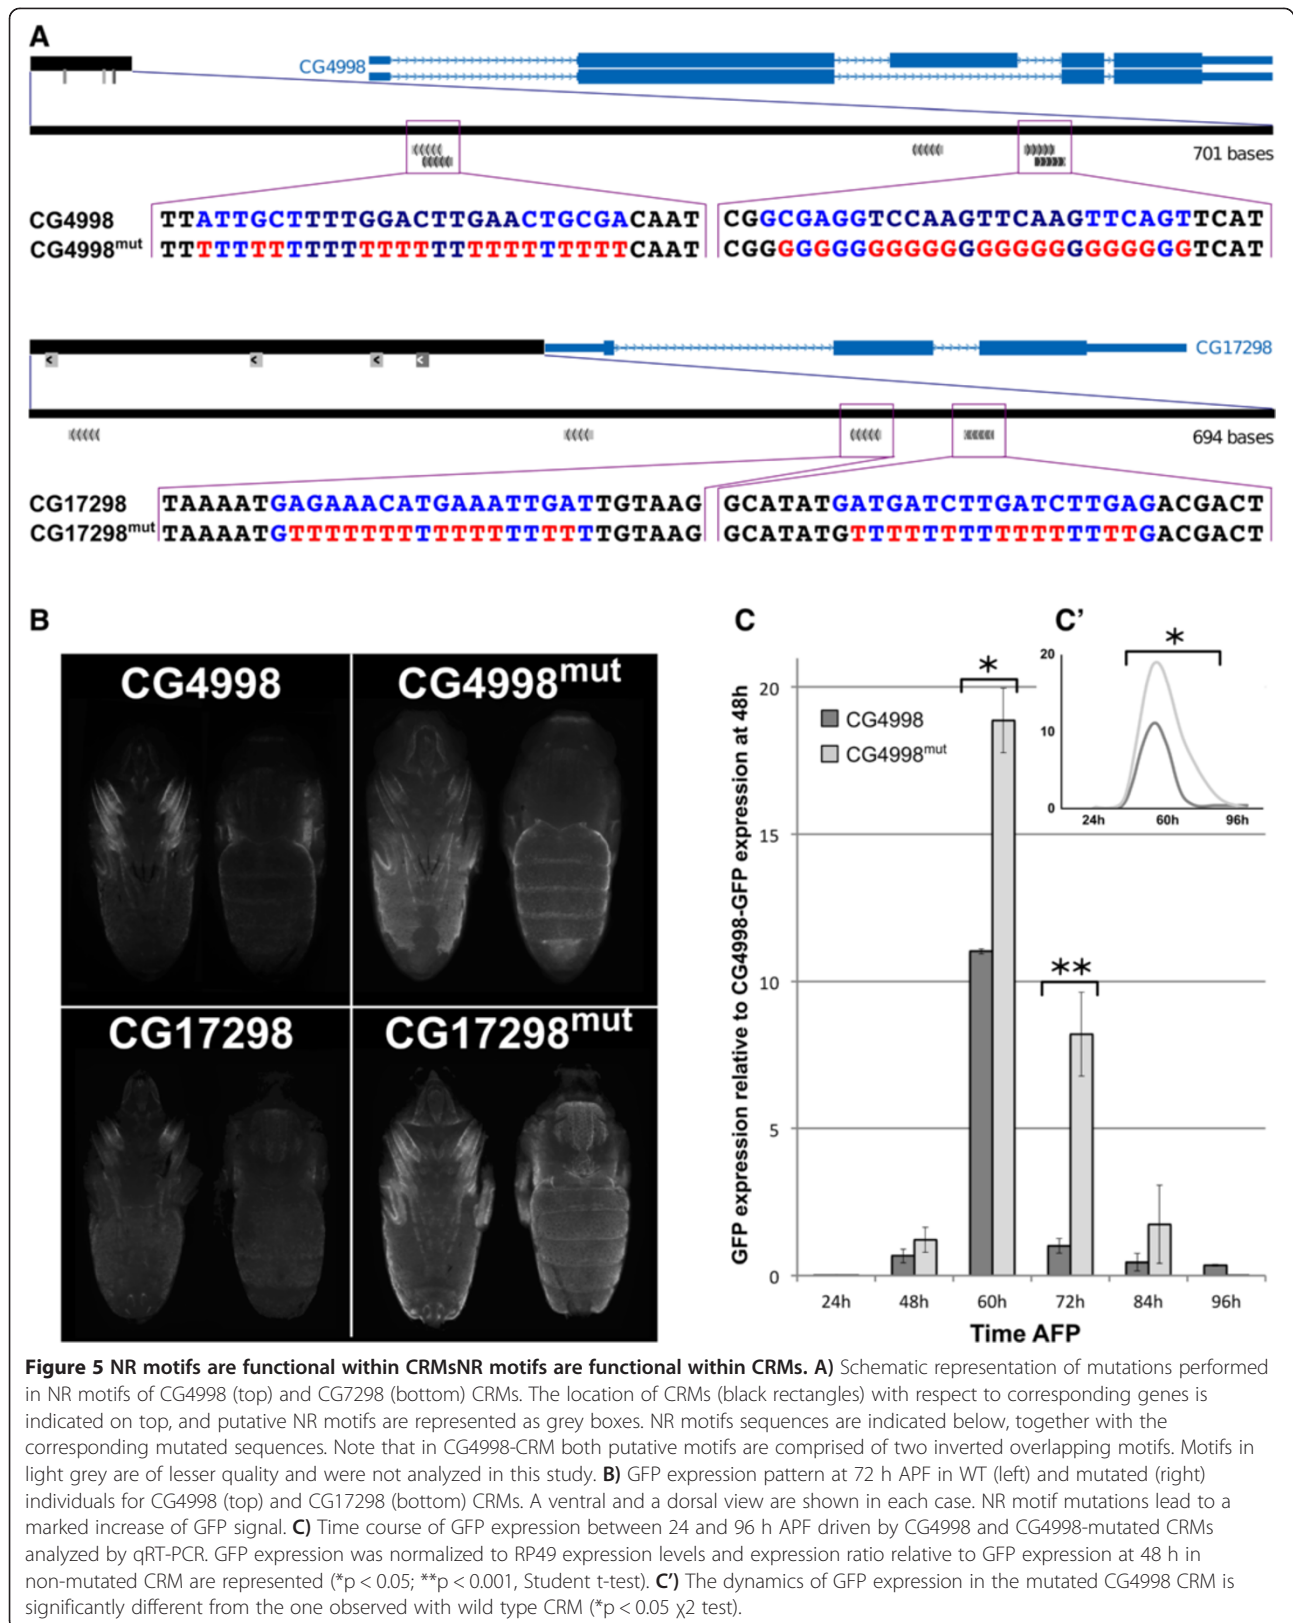 A
CG4998
701 bases
CG4998 TTATTGCTTTTGGACTTGAACTGCGACAAT CGGCGAGGTCCAAGTTCAAGTTCAGTTCAT
CG4998mut TTTTTTTTTTTTTTTTTTTTTTTTTTCAAT CGGGGGGGGGGGGGGGGGGGGGGGGGTCAT
CG17298
694 bases
CG17298 TAAAATGAGAAACATGAAATTGATTGTAAG GCATATGATGATCTTGATCTTGAGACGACT
CG17298mut TAAAATGTTTTTTTTTTTTTTTTTTGTAAG GCATATGTTTTTTTTTTTTTTTTGACGACT
B
CG4998
CG4998mut
CG17298
CG17298mut
C
GFP expression relative to CG4998-GFP expression at 48h
20
15
10
5
0
CG4998
CG4998mut
*
**
24h 48h 60h 72h 84h 96h
Time AFP
C’
*
20
10
0
24h 60h 96h
Figure 5 NR motifs are functional within CRMsNR motifs are functional within CRMs. A) Schematic representation of mutations performed
in NR motifs of CG4998 (top) and CG7298 (bottom) CRMs. The location of CRMs (black rectangles) with respect to corresponding genes is
indicated on top, and putative NR motifs are represented as grey boxes. NR motifs sequences are indicated below, together with the
corresponding mutated sequences. Note that in CG4998-CRM both putative motifs are comprised of two inverted overlapping motifs. Motifs in
light grey are of lesser quality and were not analyzed in this study. B) GFP expression pattern at 72 h APF in WT (left) and mutated (right)
individuals for CG4998 (top) and CG17298 (bottom) CRMs. A ventral and a dorsal view are shown in each case. NR motif mutations lead to a
marked increase of GFP signal. C) Time course of GFP expression between 24 and 96 h APF driven by CG4998 and CG4998-mutated CRMs
analyzed by qRT-PCR. GFP expression was normalized to RP49 expression levels and expression ratio relative to GFP expression at 48 h in
non-mutated CRM are represented (*p < 0.05; **p < 0.001, Student t-test). C’) The dynamics of GFP expression in the mutated CG4998 CRM is
significantly different from the one observed with wild type CRM (*p < 0.05 χ2 test).